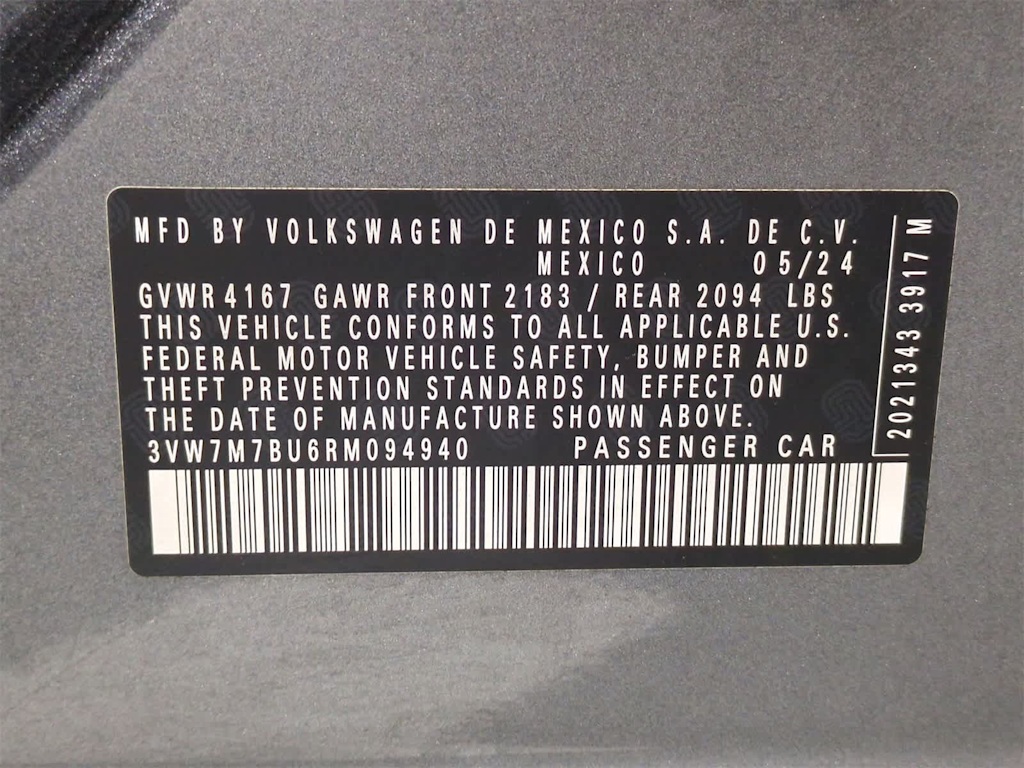 MFD BY VOLKSWAGEN DE MEXICO S.A. DE C.V.
MEXICO 05/24
GVWR 4167 GAWR FRONT 2183 / REAR 2094 LBS
THIS VEHICLE CONFORMS TO ALL APPLICABLE U.S.
FEDERAL MOTOR VEHICLE SAFETY, BUMPER AND
THEFT PREVENTION STANDARDS IN EFFECT ON
THE DATE OF MANUFACTURE SHOWN ABOVE.
3VW7M7BU6RM094940 PASSENGER CAR
2021343 3917 M